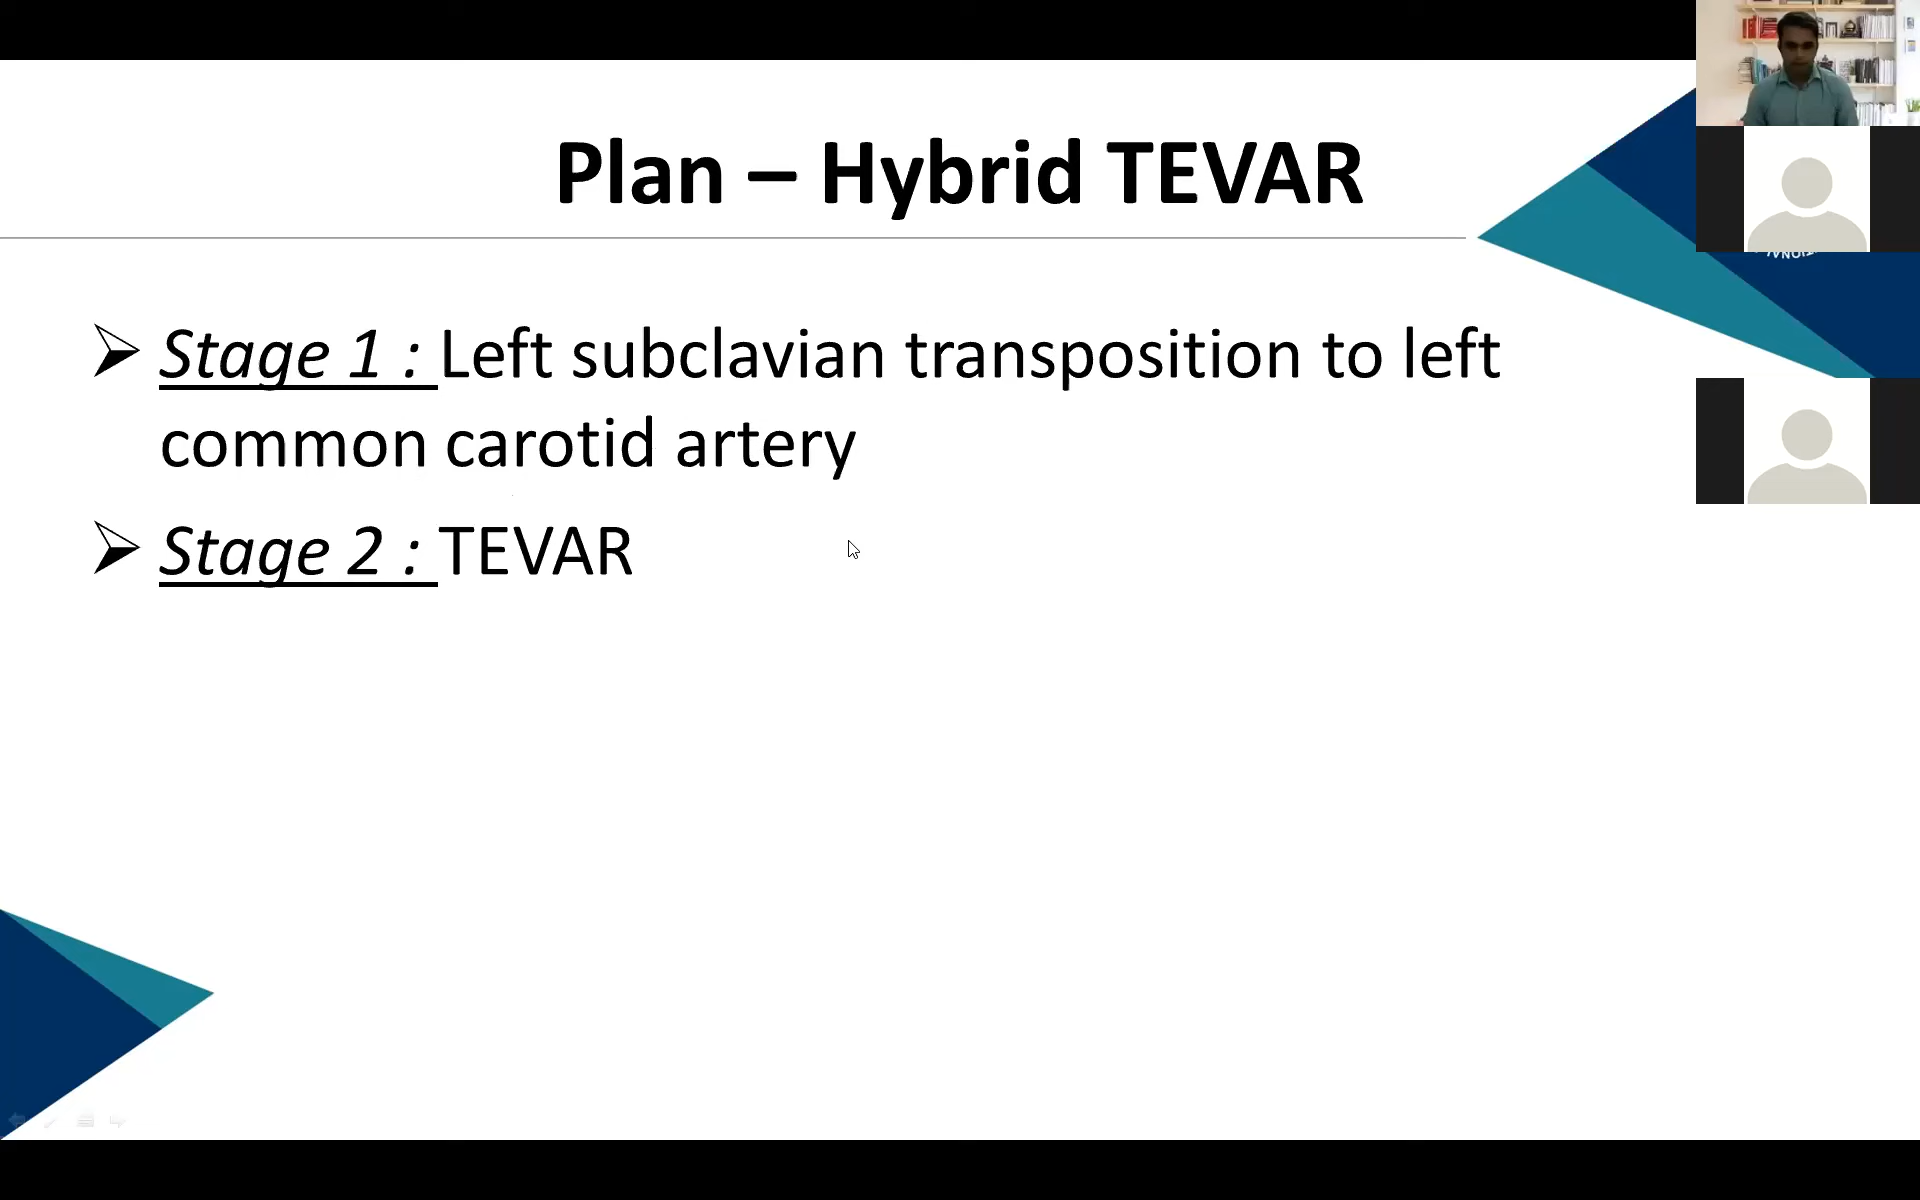 Plan – Hybrid TEVAR
➢ Stage 1 : Left subclavian transposition to left
common carotid artery
➢ Stage 2 : TEVAR